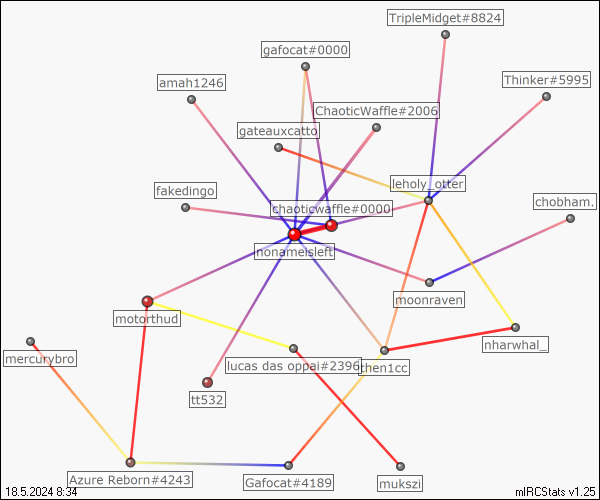 TripleMidget#8824
gafocat#0000
Thinker#5995
amah1246
ChaoticWaffle#2006
gateauxcatto
leholy_otter
fakedingo
chaoticwaffle#0000
chobham.
nonameisleft
moonraven
motorthud
nharwhal_
mercurybro
lucas das oppai#2396
then1cc
tt532
Azure Reborn#4243
Gafocat#4189
mukszi
18.5.2024 8:34
mIRCStats v1.25